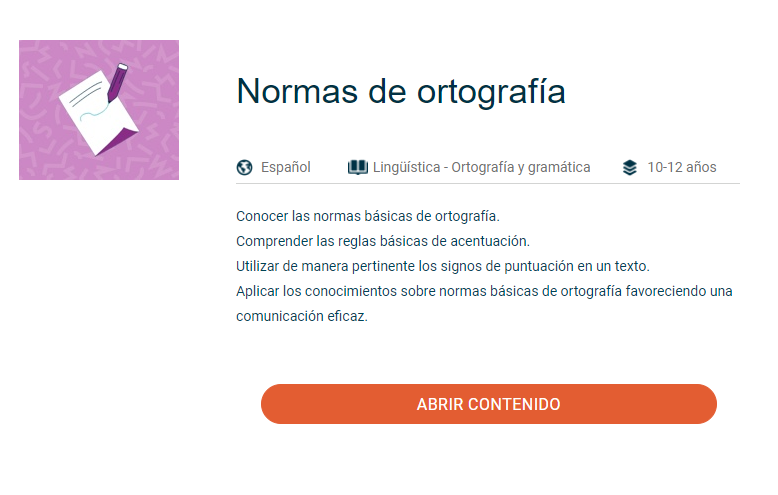 Normas de ortografía
Español
Lingüística - Ortografía y gramática
10-12 años
Conocer las normas básicas de ortografía.
Comprender las reglas básicas de acentuación.
Utilizar de manera pertinente los signos de puntuación en un texto.
Aplicar los conocimientos sobre normas básicas de ortografía favoreciendo una
comunicación eficaz.
ABRIR CONTENIDO